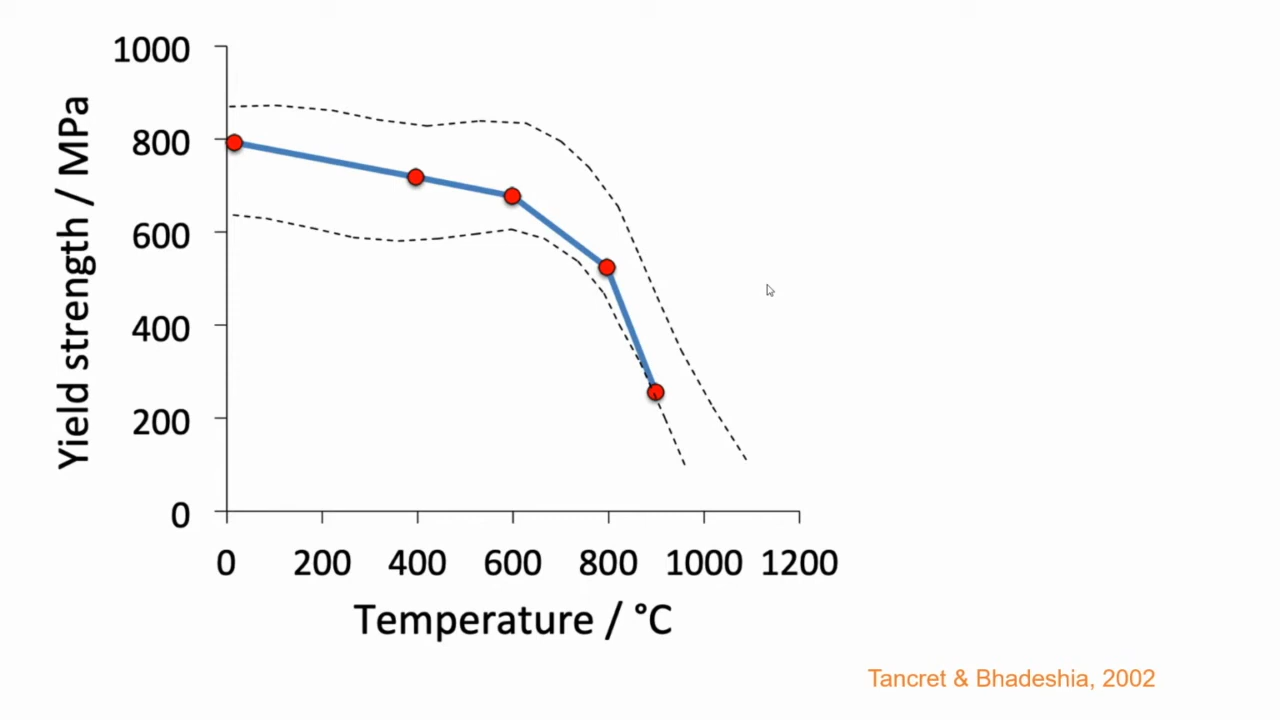 1000
800
600
400
200
0
Yield strength / MPa
0 200 400 600 800 1000 1200
Temperature / °C
Tancret & Bhadeshia, 2002